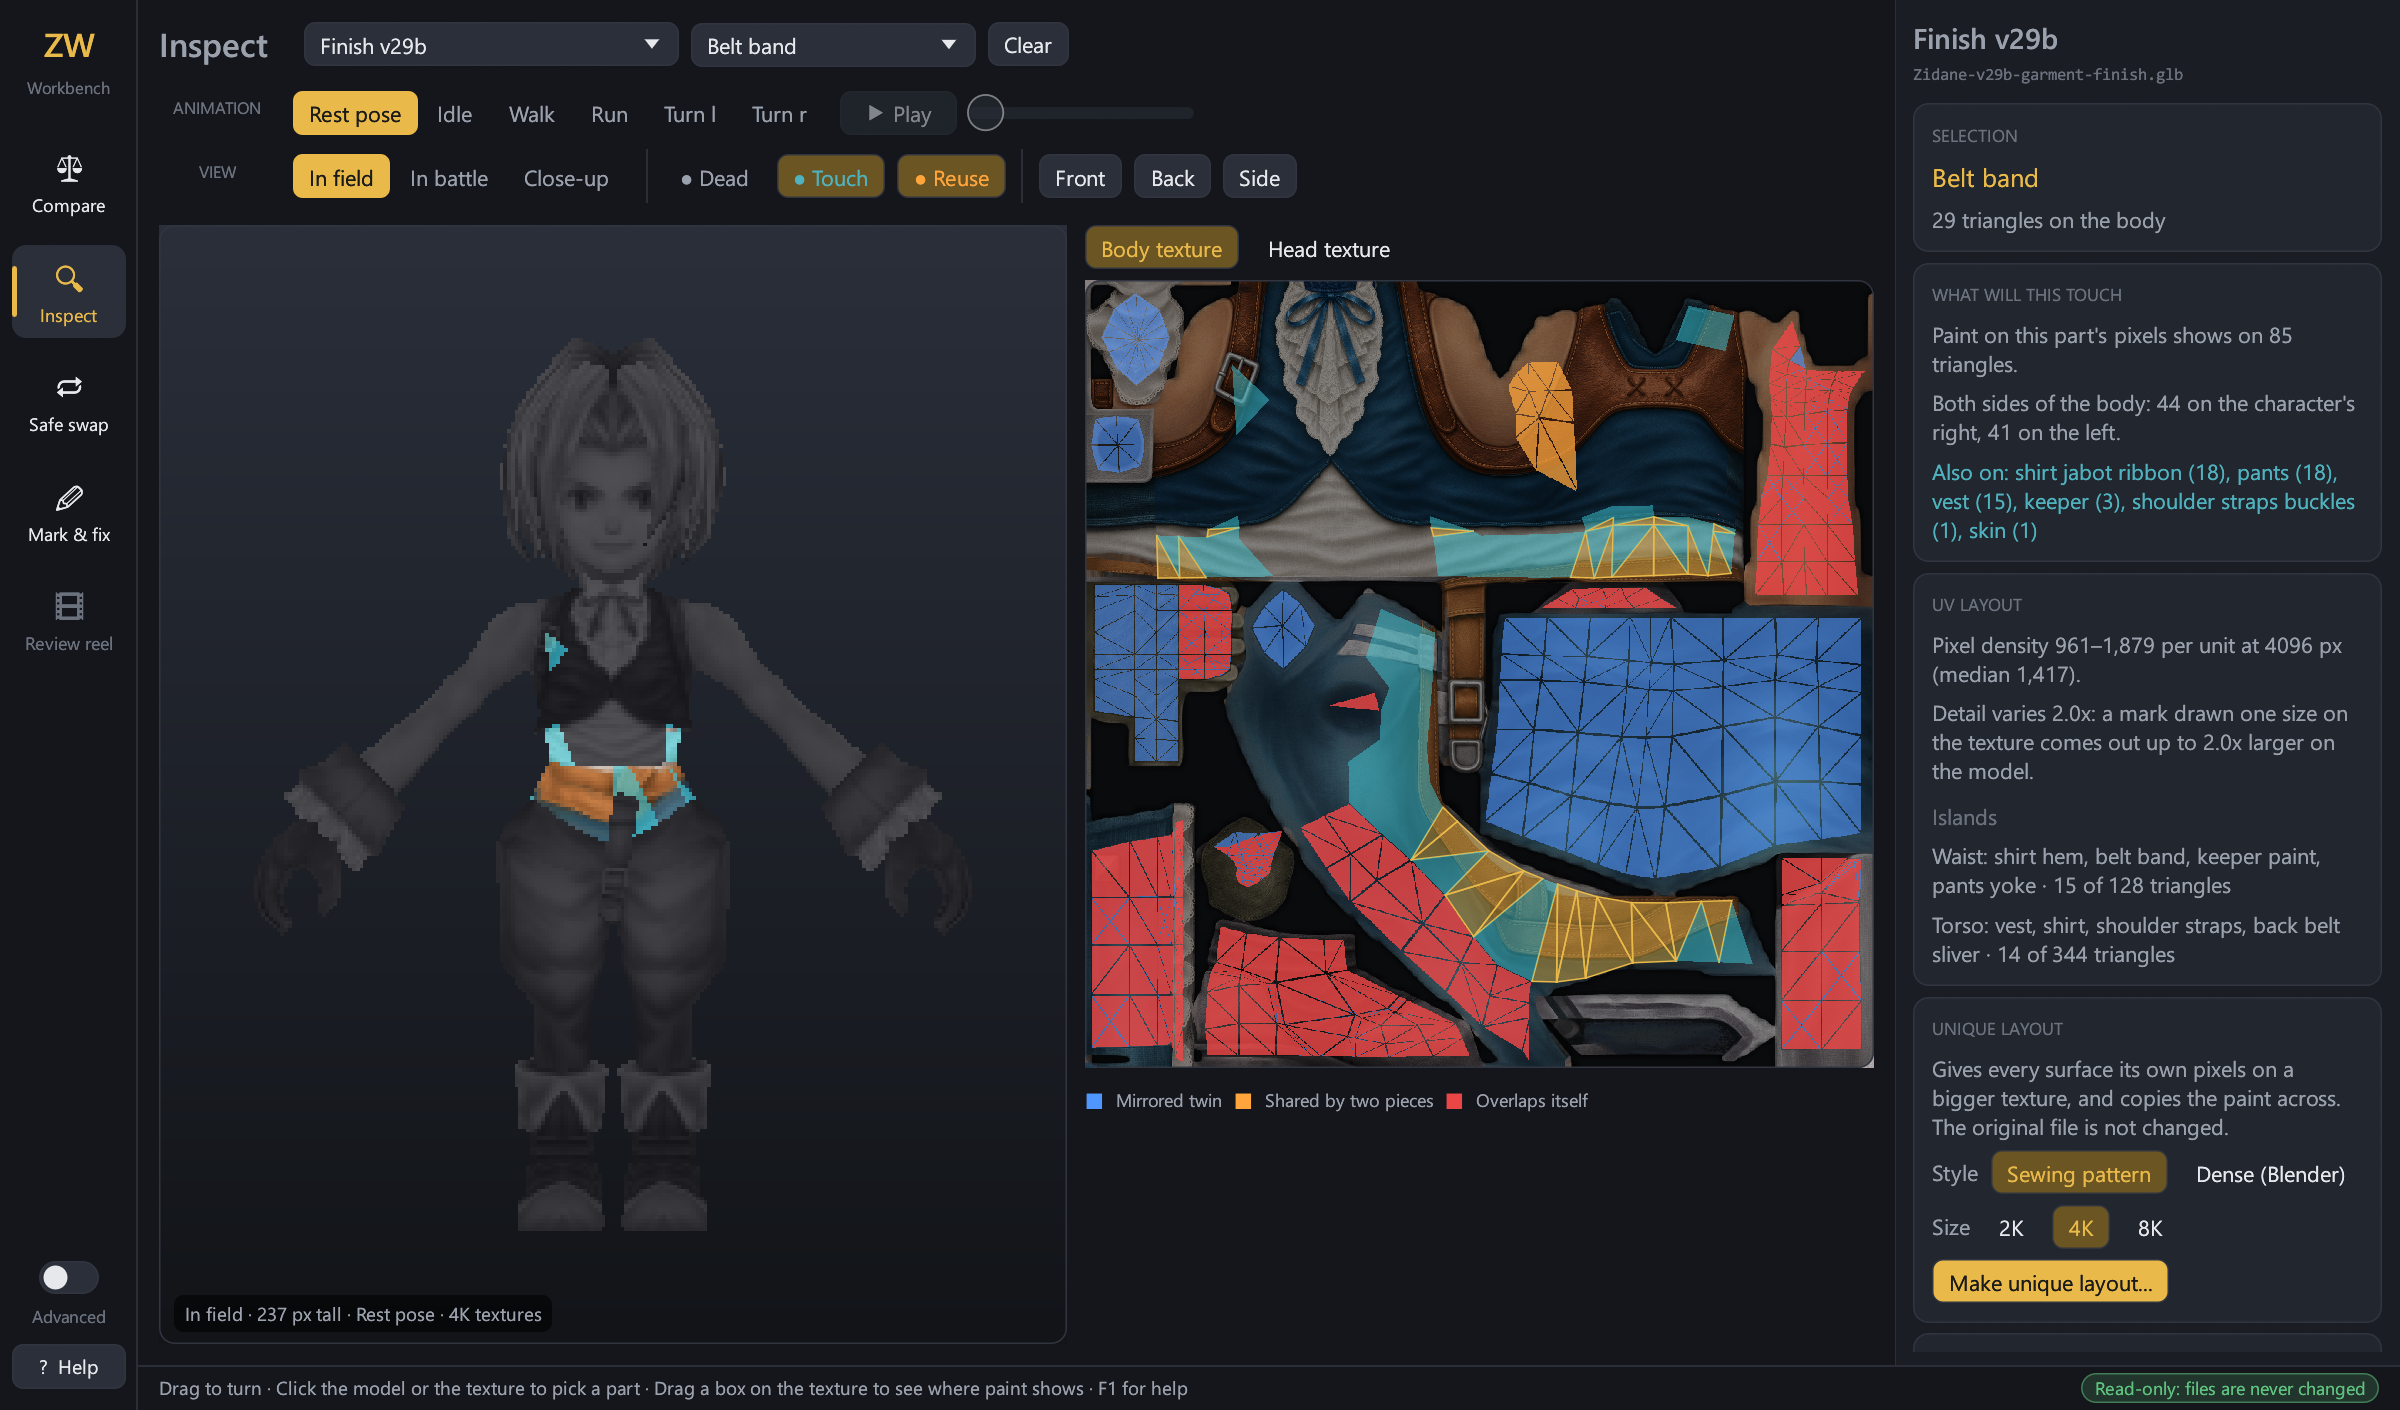 ZW
Workbench
Compare
Inspect
Safe swap
Mark & fix
Review reel
Advanced
? Help
Inspect
Finish v29b
Belt band
Clear
ANIMATION
Rest pose
Idle
Walk
Run
Turn l
Turn r
Play
VIEW
In field
In battle
Close-up
Dead
Touch
Reuse
Front
Back
Side
In field · 237 px tall · Rest pose · 4K textures
Body texture
Head texture
Mirrored twin
Shared by two pieces
Overlaps itself
Finish v29b
Zidane-v29b-garment-finish.glb
SELECTION
Belt band
29 triangles on the body
WHAT WILL THIS TOUCH
Paint on this part's pixels shows on 85
triangles.
Both sides of the body: 44 on the character's
right, 41 on the left.
Also on: shirt jabot ribbon (18), pants (18),
vest (15), keeper (3), shoulder straps buckles
(1), skin (1)
UV LAYOUT
Pixel density 961–1,879 per unit at 4096 px
(median 1,417).
Detail varies 2.0x: a mark drawn one size on
the texture comes out up to 2.0x larger on
the model.
Islands
Waist: shirt hem, belt band, keeper paint,
pants yoke · 15 of 128 triangles
Torso: vest, shirt, shoulder straps, back belt
sliver · 14 of 344 triangles
UNIQUE LAYOUT
Gives every surface its own pixels on a
bigger texture, and copies the paint across.
The original file is not changed.
Style
Sewing pattern
Dense (Blender)
Size
2K
4K
8K
Make unique layout...
Drag to turn · Click the model or the texture to pick a part · Drag a box on the texture to see where paint shows · F1 for help
Read-only: files are never changed